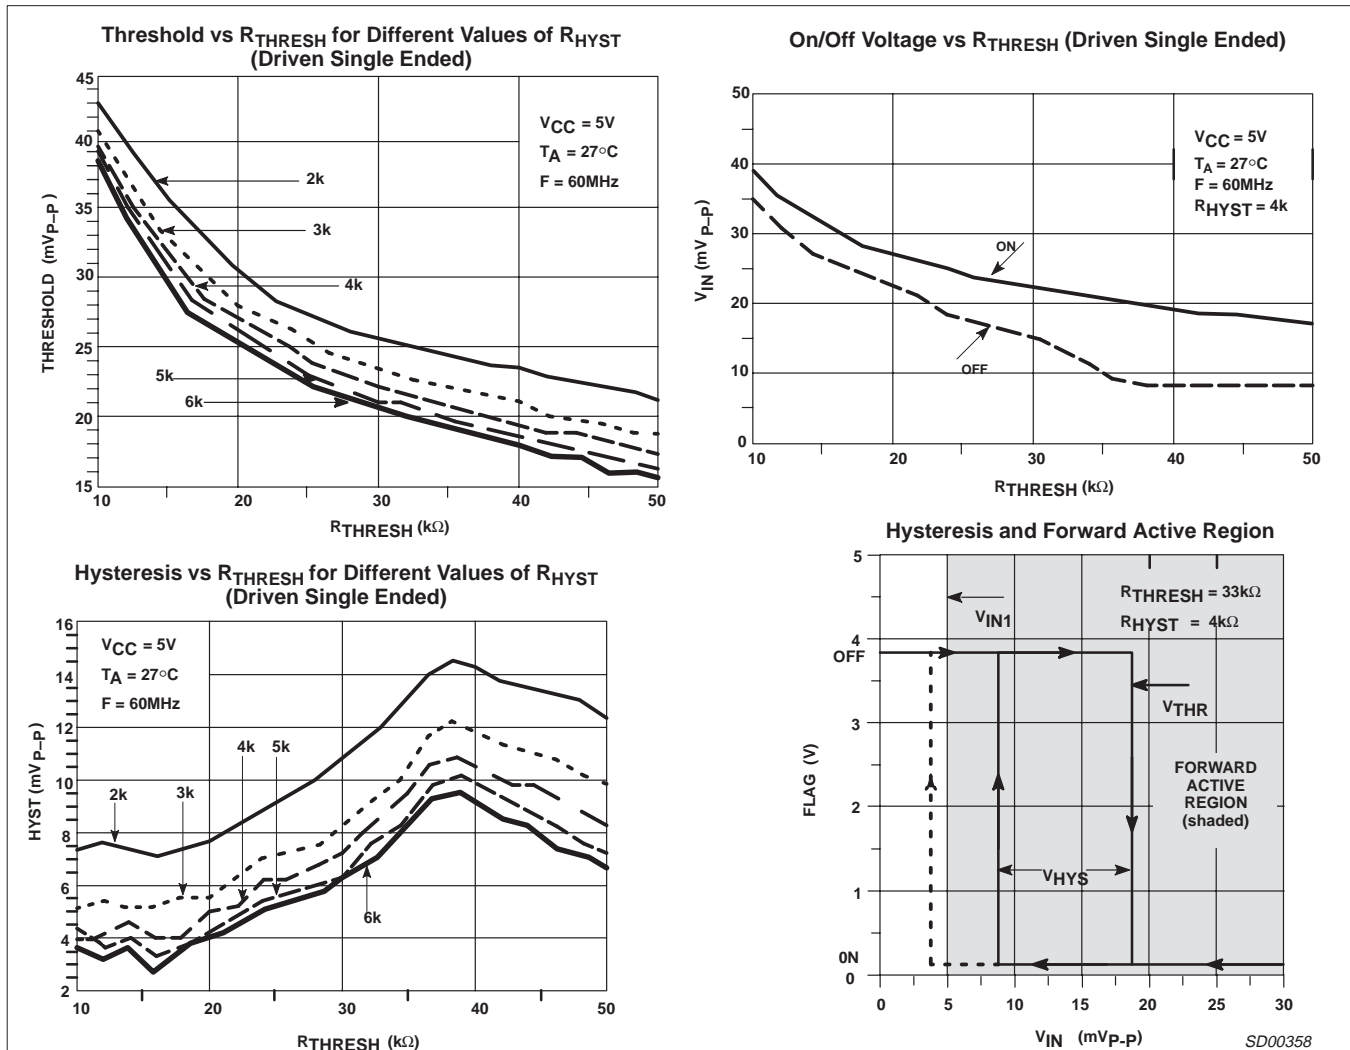 Threshold vs RTHRESH for Different Values of RHYST
(Driven Single Ended)
45
40
35
30
25
20
15
THRESHOLD (mVP–P)
VCC = 5V
TA = 27°C
F = 60MHz
2k
3k
4k
5k
6k
10
20
30
40
50
RTHRESH (kΩ)
On/Off Voltage vs RTHRESH (Driven Single Ended)
50
40
30
20
10
0
VIN (mVP–P)
VCC = 5V
TA = 27°C
F = 60MHz
RHYST = 4k
ON
OFF
10
20
30
40
50
RTHRESH (kΩ)
Hysteresis vs RTHRESH for Different Values of RHYST
(Driven Single Ended)
16
14
12
10
8
6
4
2
HYST (mVP–P)
VCC = 5V
TA = 27°C
F = 60MHz
2k
3k
4k
5k
6k
10
20
30
40
50
RTHRESH (kΩ)
Hysteresis and Forward Active Region
5
4
OFF
3
2
1
0N
0
FLAG (V)
VIN1
RTHRESH = 33kΩ
RHYST = 4kΩ
VTHR
FORWARD
ACTIVE
REGION
(shaded)
VHYS
0
5
10
15
20
25
30
VIN (mVP-P)
SD00358